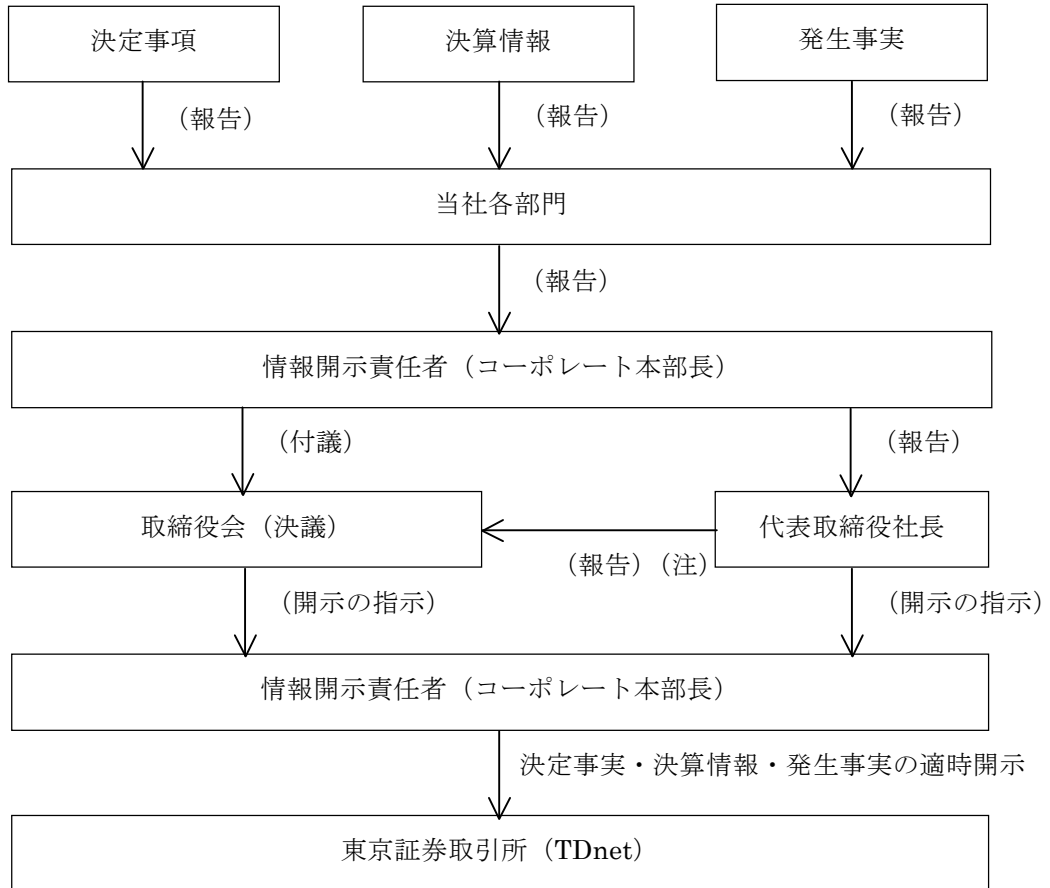 決定事項
決算情報
発生事実
（報告）
（報告）
（報告）
当社各部門
（報告）
情報開示責任者（コーポレート本部長）
（付議）
（報告）
取締役会（決議）
代表取締役社長
（報告）（注）
（開示の指示）
（開示の指示）
情報開示責任者（コーポレート本部長）
決定事実・決算情報・発生事実の適時開示
東京証券取引所（TDnet）